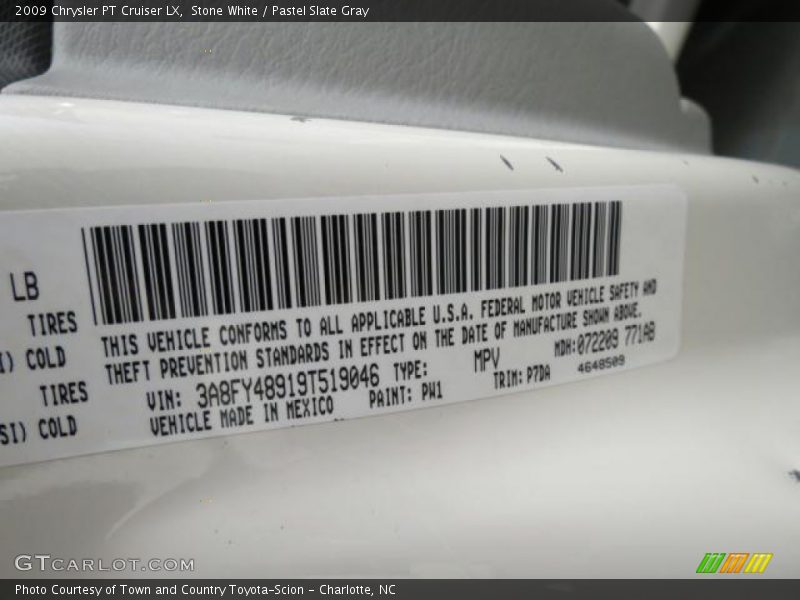 2009 Chrysler PT Cruiser LX, Stone White / Pastel Slate Gray
LB
TIRES
I) COLD
TIRES
SI) COLD
THIS VEHICLE CONFORMS TO ALL APPLICABLE U.S.A. FEDERAL MOTOR VEHICLE SAFETY AND
THEFT PREVENTION STANDARDS IN EFFECT ON THE DATE OF MANUFACTURE SHOWN ABOVE.
VIN: 3A8FY48919T519046 TYPE: MPV MDH: 072209 771AB
VEHICLE MADE IN MEXICO PAINT: PW1 TRIM: P7DA 4648509
GTCARLOT.COM
Photo Courtesy of Town and Country Toyota-Scion - Charlotte, NC